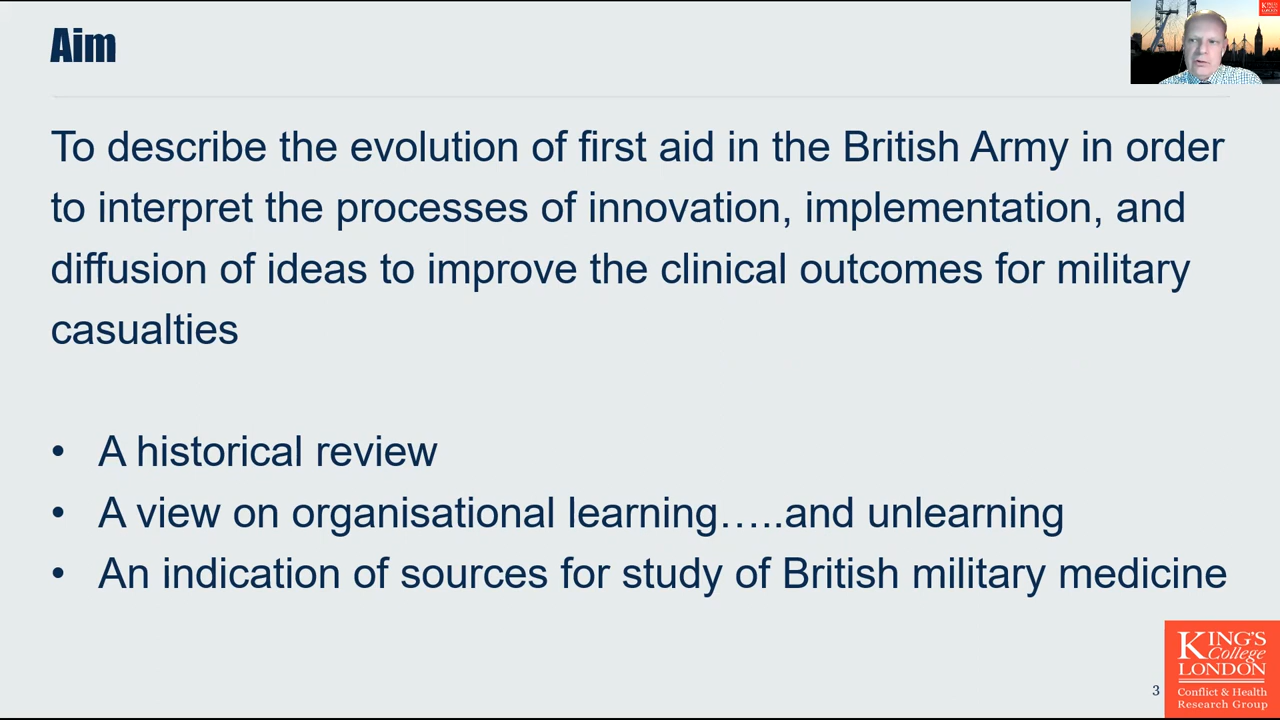 Aim
To describe the evolution of first aid in the British Army in order
to interpret the processes of innovation, implementation, and
diffusion of ideas to improve the clinical outcomes for military
casualties
• A historical review
• A view on organisational learning…..and unlearning
• An indication of sources for study of British military medicine
3
KING'S
College
LONDON
Conflict & Health
Research Group